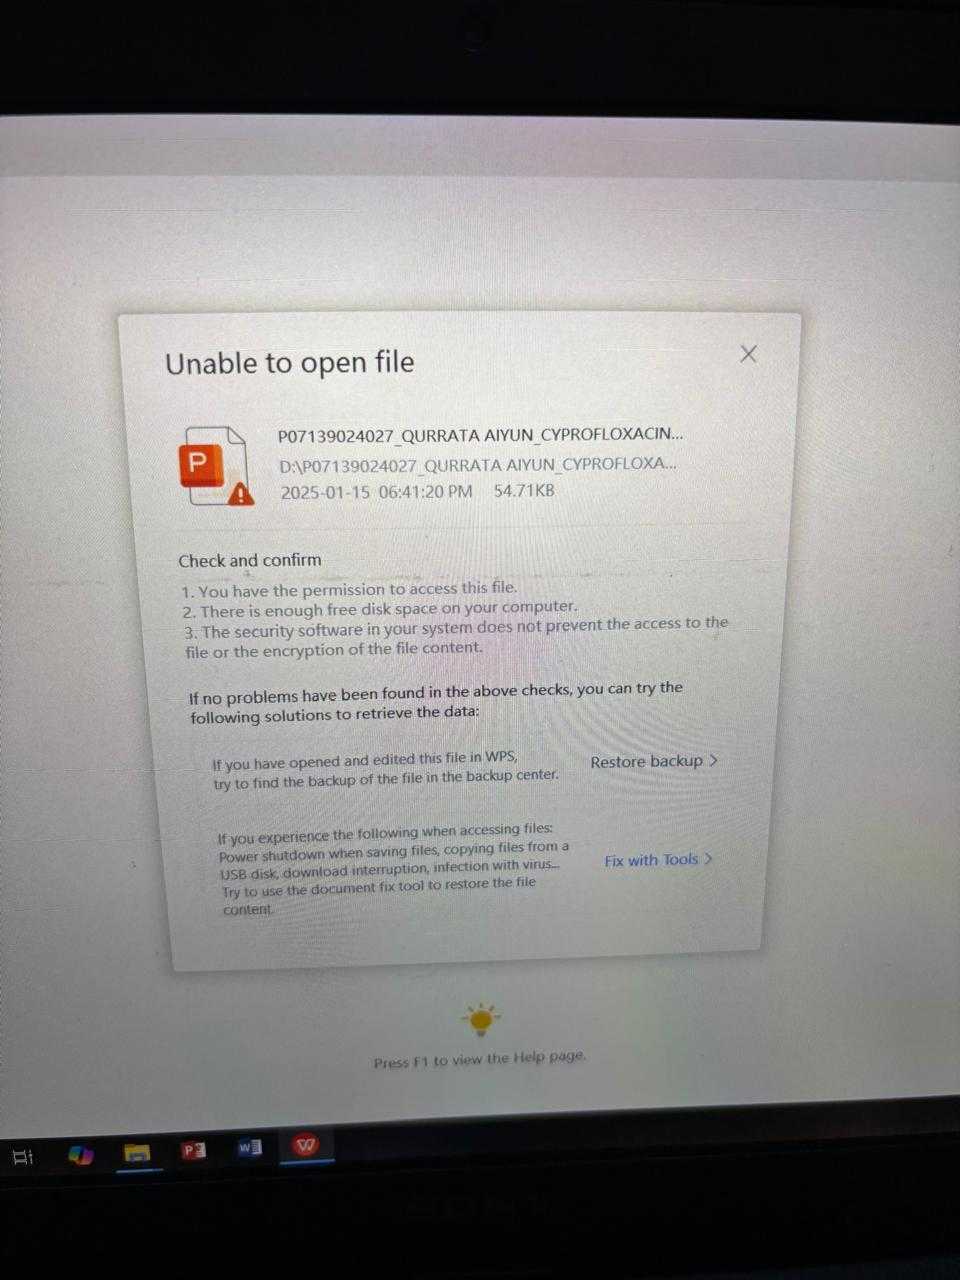 Unable to open file
P
P07139024027_QURRATA AIYUN_CYPROFLOXACIN...
D:\P07139024027_QURRATA AIYUN_CYPROFLOXA...
2025-01-15 06:41:20 PM 54.71KB
Check and confirm
1. You have the permission to access this file.
2. There is enough free disk space on your computer.
3. The security software in your system does not prevent the access to the
file or the encryption of the file content.
If no problems have been found in the above checks, you can try the
following solutions to retrieve the data:
If you have opened and edited this file in WPS,
try to find the backup of the file in the backup center.
Restore backup >
If you experience the following when accessing files:
Power shutdown when saving files, copying files from a
USB disk, download interruption, infection with virus...
Try to use the document fix tool to restore the file
content.
Fix with Tools >
Press F1 to view the Help page.
P
W
W